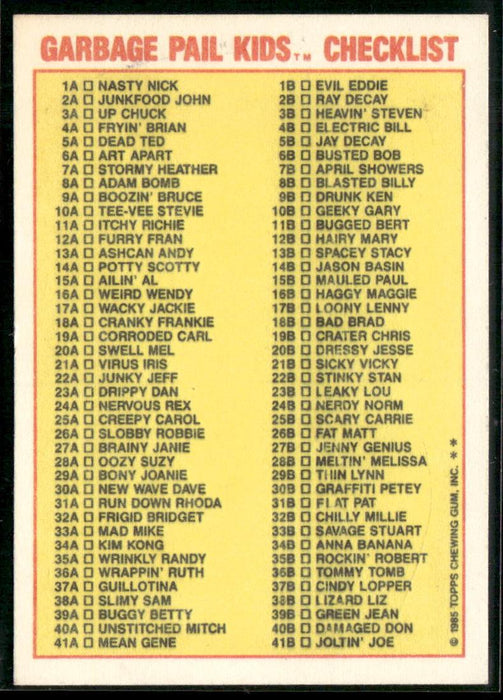 GARBAGE PAIL KIDS™ CHECKLIST
1A NASTY NICK
2A JUNKFOOD JOHN
3A UP CHUCK
4A FRYIN' BRIAN
5A DEAD TED
6A ART APART
7A STORMY HEATHER
8A ADAM BOMB
9A BOOZIN' BRUCE
10A TEE-VEE STEVIE
11A ITCHY RICHIE
12A FURRY FRAN
13A ASHCAN ANDY
14A POTTY SCOTTY
15A AILIN' AL
16A WEIRD WENDY
17A WACKY JACKIE
18A CRANKY FRANKIE
19A CORRODED CARL
20A SWELL MEL
21A VIRUS IRIS
22A JUNKY JEFF
23A DRIPPY DAN
24A NERVOUS REX
25A CREEPY CAROL
26A SLOBBY ROBBIE
27A BRAINY JANIE
28A OOZY SUZY
29A BONY JOANIE
30A NEW WAVE DAVE
31A RUN DOWN RHODA
32A FRIGID BRIDGET
33A MAD MIKE
34A KIM KONG
35A WRINKLY RANDY
36A WRAPPIN' RUTH
37A GUILLOTINA
38A SLIMY SAM
39A BUGGY BETTY
40A UNSTITCHED MITCH
41A MEAN GENE
1B EVIL EDDIE
2B RAY DECAY
3B HEAVIN' STEVEN
4B ELECTRIC BILL
5B JAY DECAY
6B BUSTED BOB
7B APRIL SHOWERS
8B BLASTED BILLY
9B DRUNK KEN
10B GEEKY GARY
11B BUGGED BERT
12B HAIRY MARY
13B SPACEY STACY
14B JASON BASIN
15B MAULED PAUL
16B HAGGY MAGGIE
17B LOONY LENNY
18B BAD BRAD
19B CRATER CHRIS
20B DRESSY JESSE
21B SICKY VICKY
22B STINKY STAN
23B LEAKY LOU
24B NERDY NORM
25B SCARY CARRIE
26B FAT MATT
27B JENNY GENIUS
28B MELTIN' MELISSA
29B THIN LYNN
30B GRAFFITI PETEY
31B FLAT PAT
32B CHILLY MILLIE
33B SAVAGE STUART
34B ANNA BANANA
35B ROCKIN' ROBERT
36B TOMMY TOMB
37B CINDY LOPPER
38B LIZARD LIZ
39B GREEN JEAN
40B DAMAGED DON
41B JOLTIN' JOE
© 1985 TOPPS CHEWING GUM, INC. * *